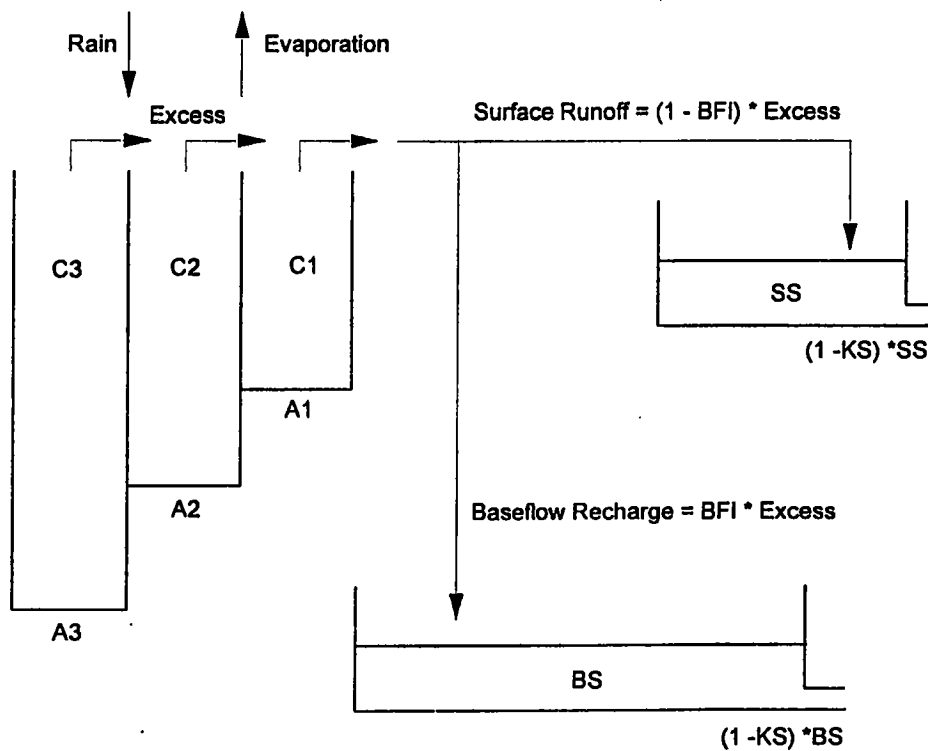 Rain
Evaporation
Excess
Surface Runoff = (1 - BFI) * Excess
C3
C2
C1
SS
(1 -KS) *SS
A1
A2
Baseflow Recharge = BFI * Excess
A3
BS
(1 -KS) *BS